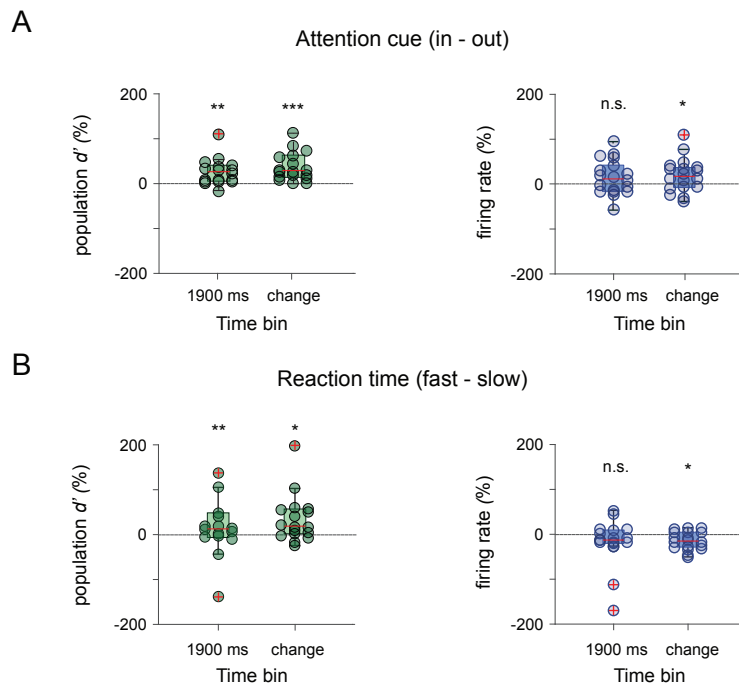 A
Attention cue (in - out)
population d' (%)
200
0
-200
**
***
1900 ms
change
Time bin
firing rate (%)
200
0
-200
n.s.
*
1900 ms
change
Time bin
B
Reaction time (fast - slow)
population d' (%)
200
0
-200
**
*
1900 ms
change
Time bin
firing rate (%)
200
0
-200
n.s.
*
1900 ms
change
Time bin